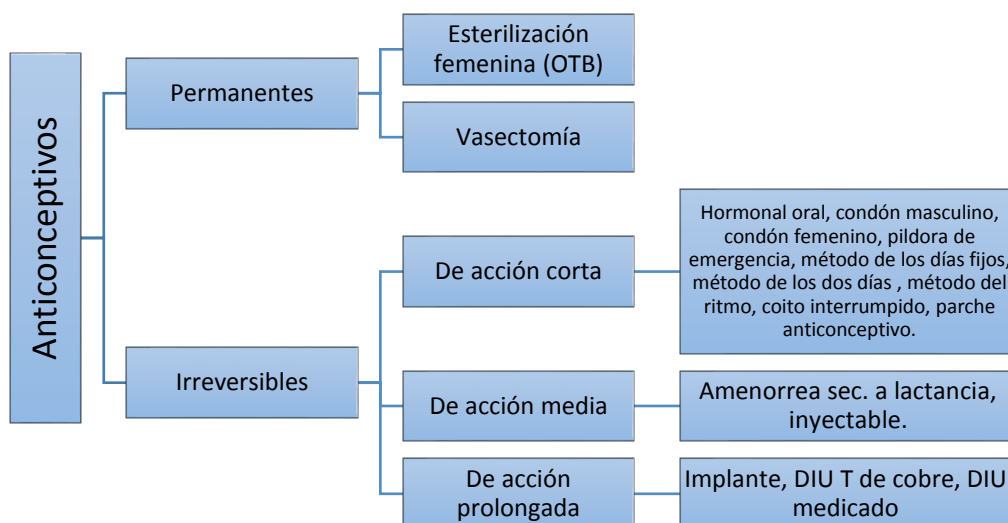 Anticonceptivos
Permanentes
Esterilización
femenina (OTB)
Vasectomía
Irreversibles
De acción corta
Hormonal oral, condón masculino,
condón femenino, pildora de
emergencia, método de los días fijos,
método de los dos días , método del
ritmo, coito interrumpido, parche
anticonceptivo.
De acción media
Amenorrea sec. a lactancia,
inyectable.
De acción
prolongada
Implante, DIU T de cobre, DIU
medicado